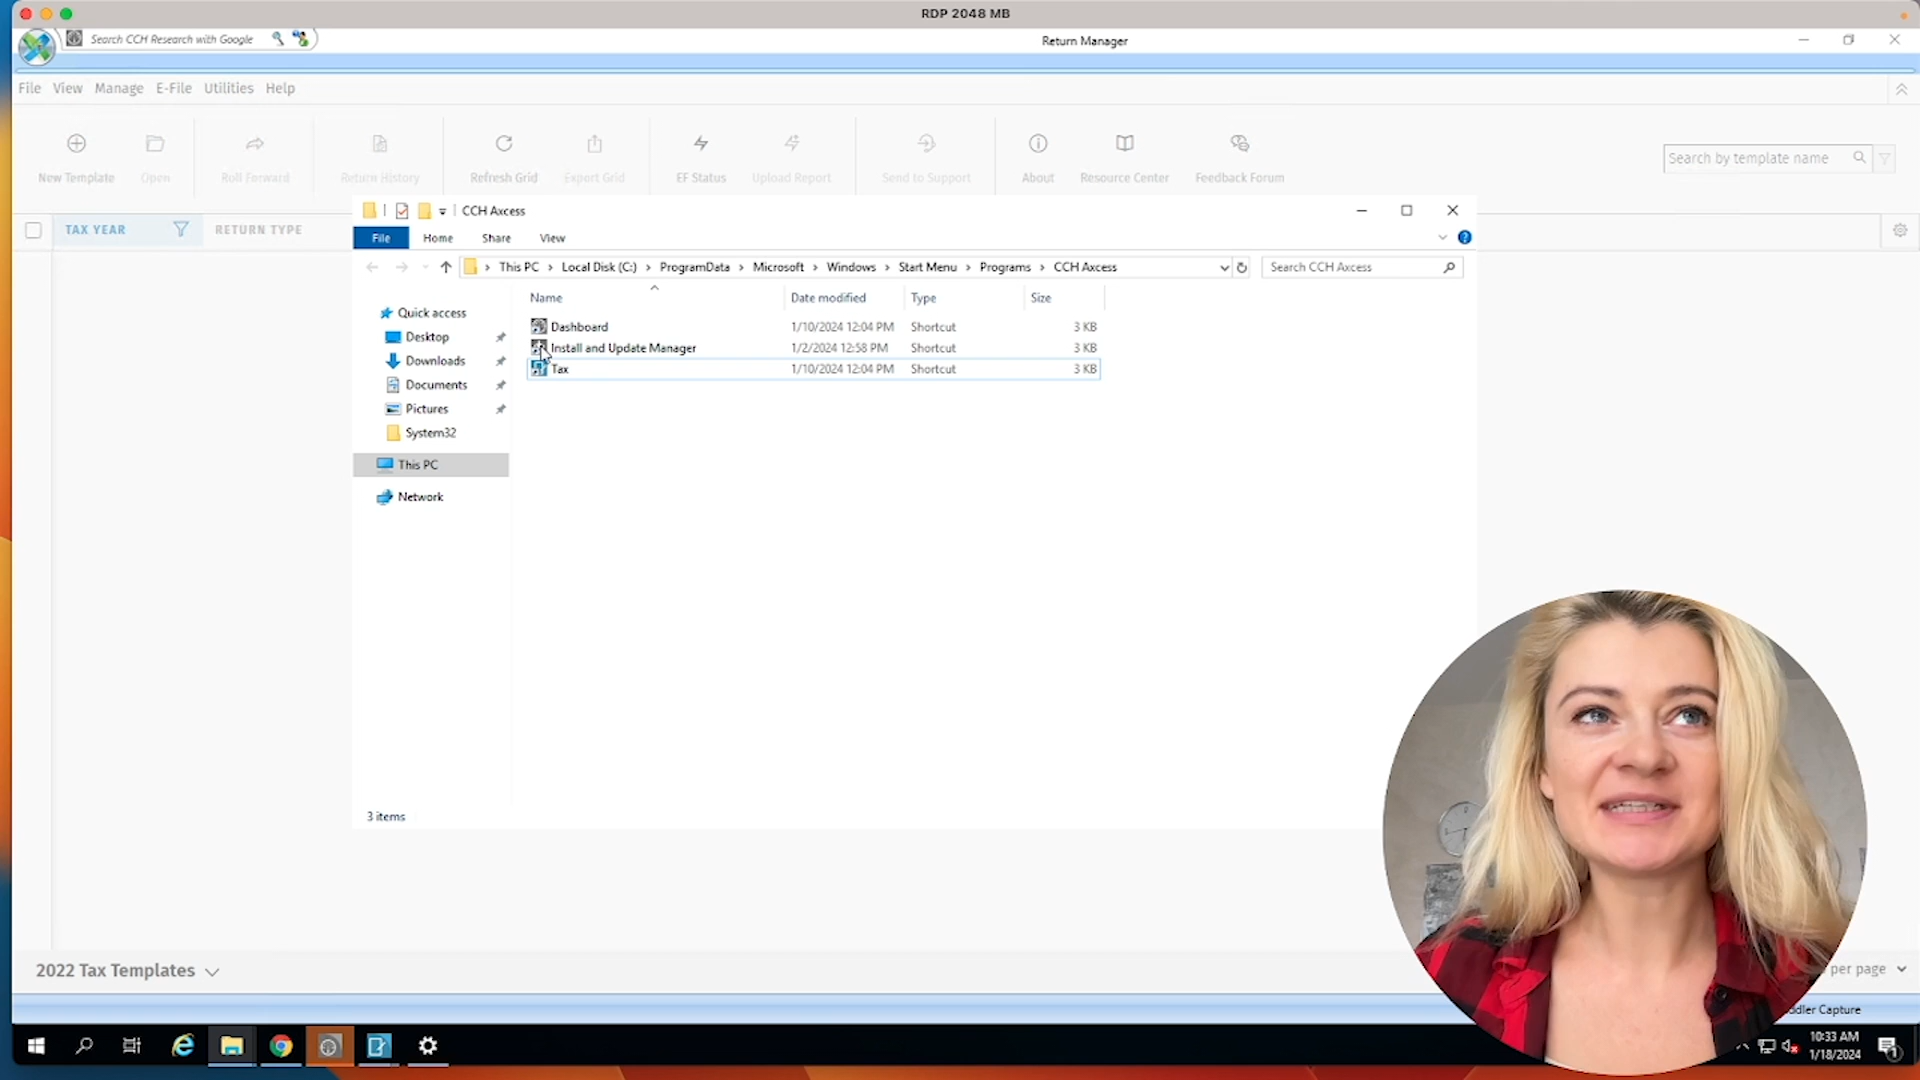 RDP 2048 MB
Search CCH Research with Google
Return Manager
File View Manage E-File Utilities Help
New Template Open Roll Forward Return History Refresh Grid Export Grid EF Status Upload Report Send to Support About Resource Center Feedback Forum
Search by template name
TAX YEAR RETURN TYPE
CCH Axcess
File Home Share View
This PC > Local Disk (C:) > ProgramData > Microsoft > Windows > Start Menu > Programs > CCH Axcess
Search CCH Axcess
Name Date modified Type Size
Dashboard 1/10/2024 12:04 PM Shortcut 3 KB
Install and Update Manager 1/2/2024 12:58 PM Shortcut 3 KB
Tax 1/10/2024 12:04 PM Shortcut 3 KB
Quick access
Desktop
Downloads
Documents
Pictures
System32
This PC
Network
3 items
2022 Tax Templates
per page
Capture
10:33 AM
1/18/2024
1